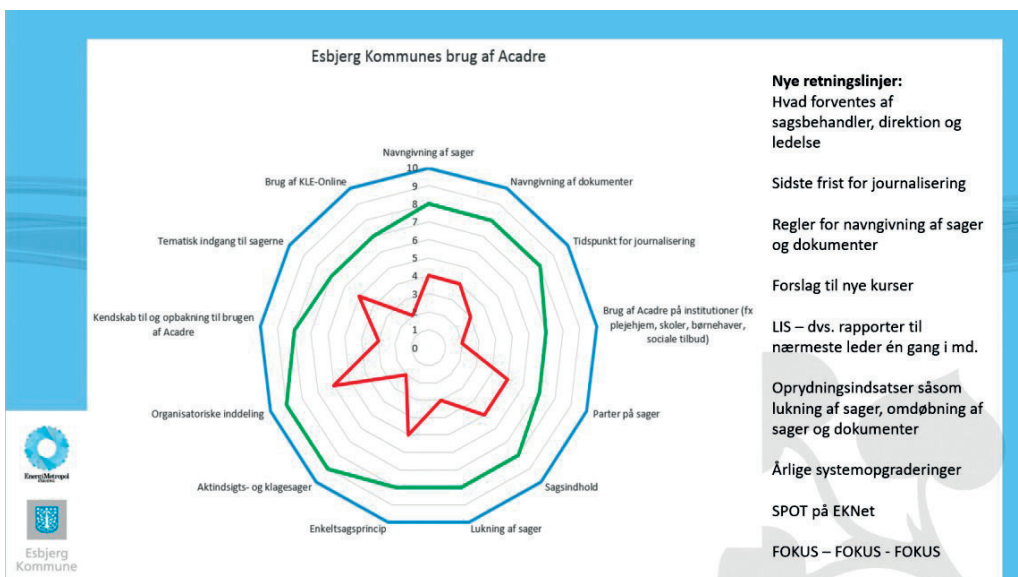 Esbjerg Kommunes brug af Acadre
Navngivning af sager
Navngivning af dokumenter
Tidspunkt for journalisering
Brug af Acadre på institutioner (fx
plejehjem, skoler, børnehaver,
sociale tilbud)
Parter på sager
Sagsindhold
Lukning af sager
Enkeltsagsprincip
Aktindsigts- og klagesager
Organisatoriske inddeling
Kendskab til og opbakning til brugen
af Acadre
Tematisk indgang til sagerne
Brug af KLE-Online
10
9
8
7
6
5
4
3
2
1
0
Nye retningslinjer:
Hvad forventes af
sagsbehandler, direktion og
ledelse
Sidste frist for journalisering
Regler for navngivning af sager
og dokumenter
Forslag til nye kurser
LIS – dvs. rapporter til
nærmeste leder én gang i md.
Oprydningsindsatser såsom
lukning af sager, omdøbning af
sager og dokumenter
Årlige systemopgraderinger
SPOT på EKNet
FOKUS – FOKUS - FOKUS
EnergiMetropol
Esbjerg
Kommune